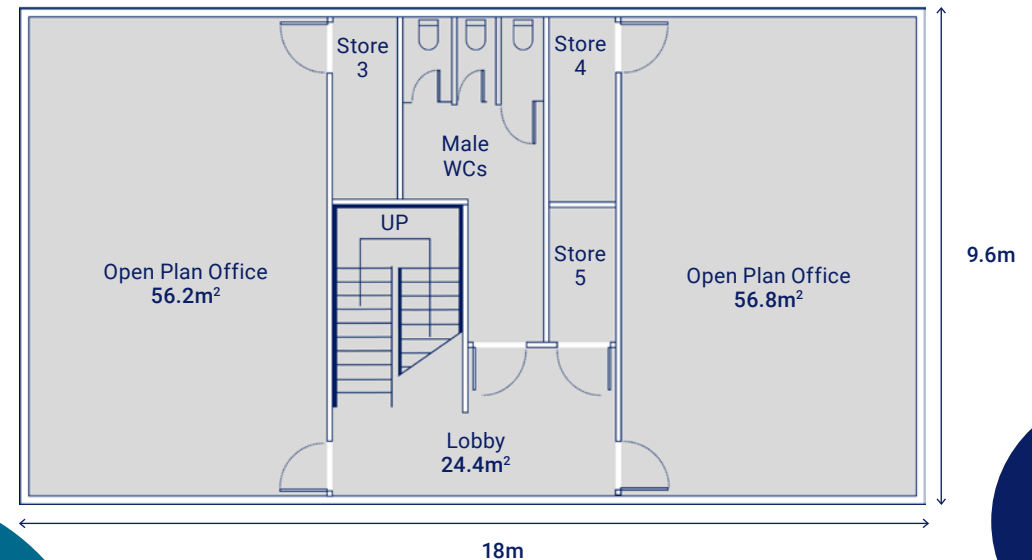 Store
3
Store
4
Male
WCs
UP
Store
5
Open Plan Office
56.2m²
Open Plan Office
56.8m²
9.6m
Lobby
24.4m²
18m